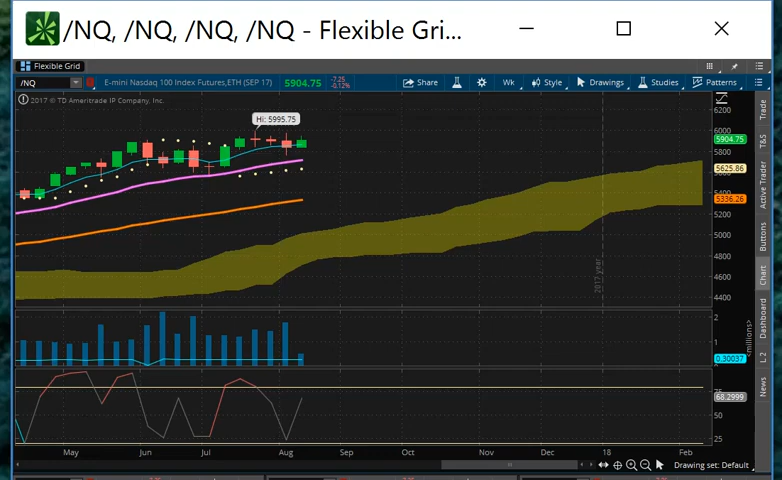 /NQ, /NQ, /NQ, /NQ - Flexible Gri...
Flexible Grid
/NQ E-mini Nasdaq 100 Index Futures,ETH (SEP 17) 5904.75 -7.25 -0.12% Share Wk Style Drawings Studies Patterns
2017 © TD Ameritrade IP Company, Inc.
Hi: 5995.75
6200
6000
5904.75
5800
5625.86
5400
5336.26
5200
5000
4800
4600
4400
2017 year
2
1
<millions>
0.30037
75
68.2999
50
25
May Jun Jul Aug Sep Oct Nov Dec 18 Feb
Drawing set: Default
Trade
T&S
Active Trader
Buttons
Chart
Dashboard
L 2
News